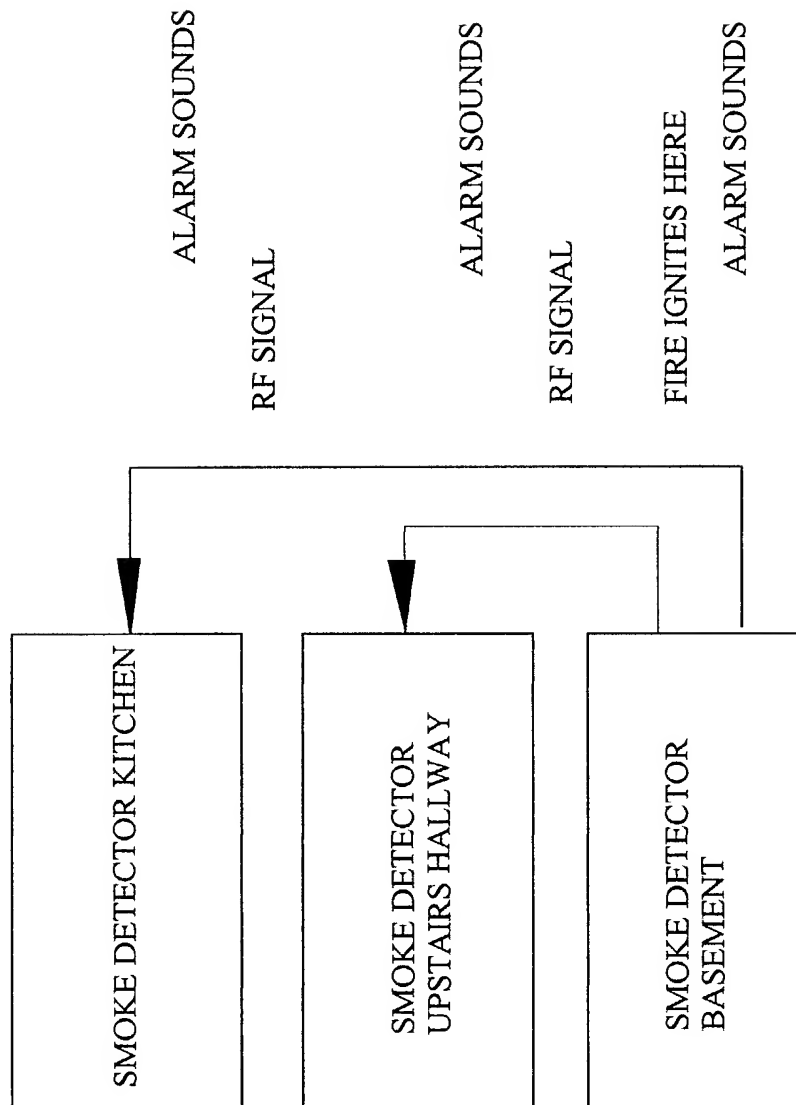 SMOKE DETECTOR KITCHEN
ALARM SOUNDS
RF SIGNAL
SMOKE DETECTOR
UPSTAIRS HALLWAY
ALARM SOUNDS
RF SIGNAL
SMOKE DETECTOR
BASEMENT
FIRE IGNITES HERE
ALARM SOUNDS